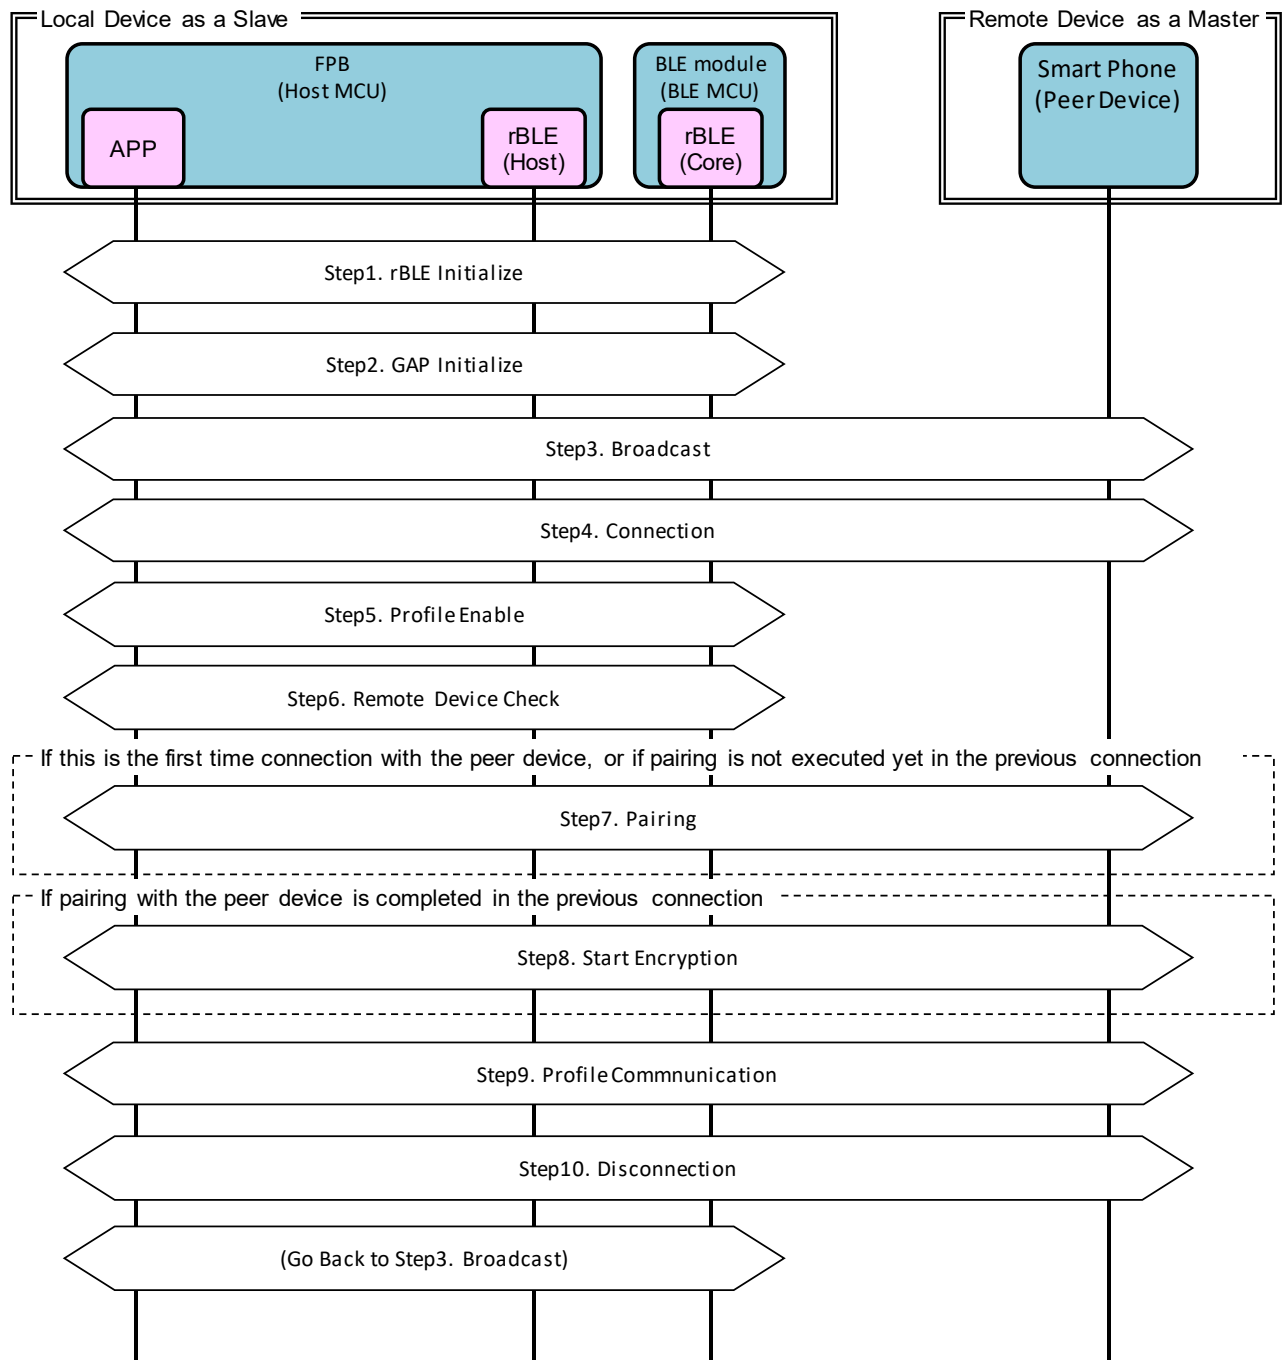 Local Device as a Slave
Remote Device as a Master
FPB
(Host MCU)
BLE module
(BLE MCU)
Smart Phone
(Peer Device)
APP
rBLE
(Host)
rBLE
(Core)
Step1. rBLE Initialize
Step2. GAP Initialize
Step3. Broadcast
Step4. Connection
Step5. Profile Enable
Step6. Remote Device Check
If this is the first time connection with the peer device, or if pairing is not executed yet in the previous connection
Step7. Pairing
If pairing with the peer device is completed in the previous connection
Step8. Start Encryption
Step9. Profile Commnunication
Step10. Disconnection
(Go Back to Step3. Broadcast)